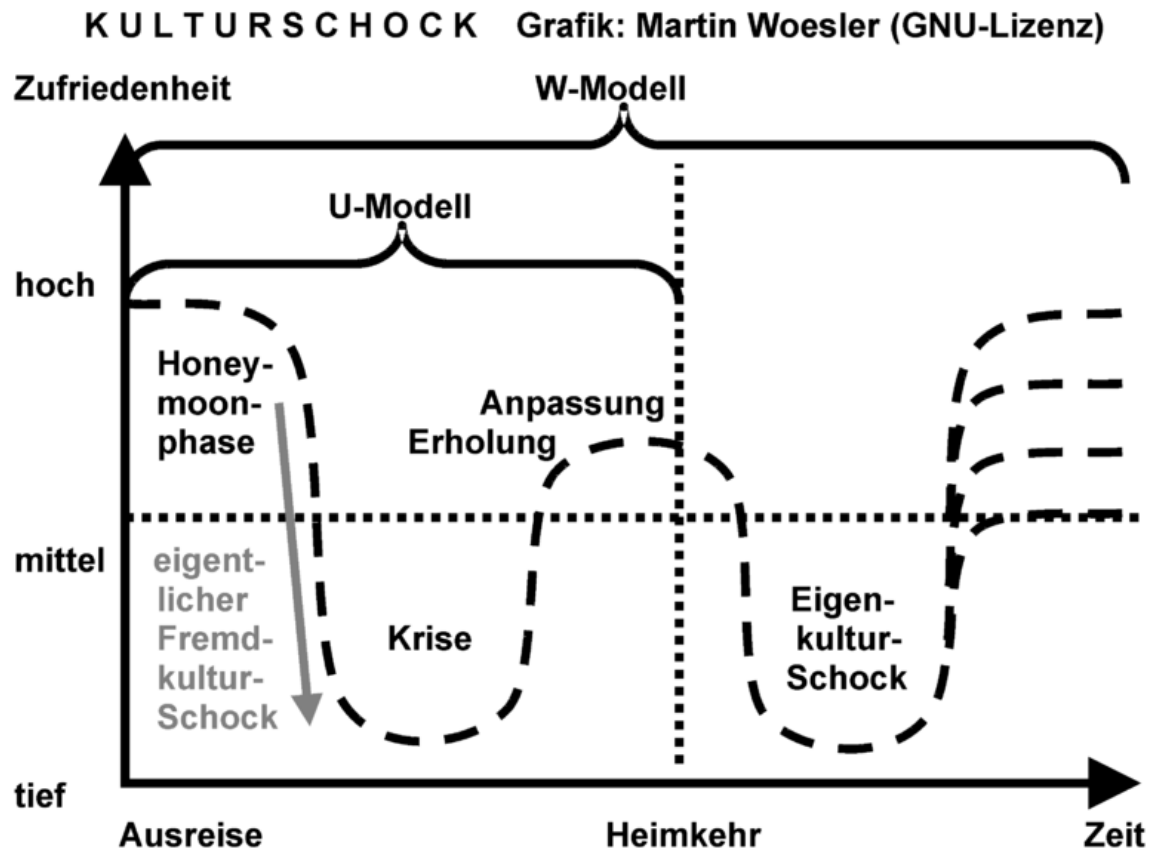 KULTURSCHOCK Grafik: Martin Woesler (GNU-Lizenz)
Zufriedenheit
W-Modell
U-Modell
hoch
Honey-
moon-
phase
Anpassung
Erholung
mittel
eigent-
licher
Fremd-
kultur-
Schock
Krise
Eigen-
kultur-
Schock
tief
Ausreise
Heimkehr
Zeit